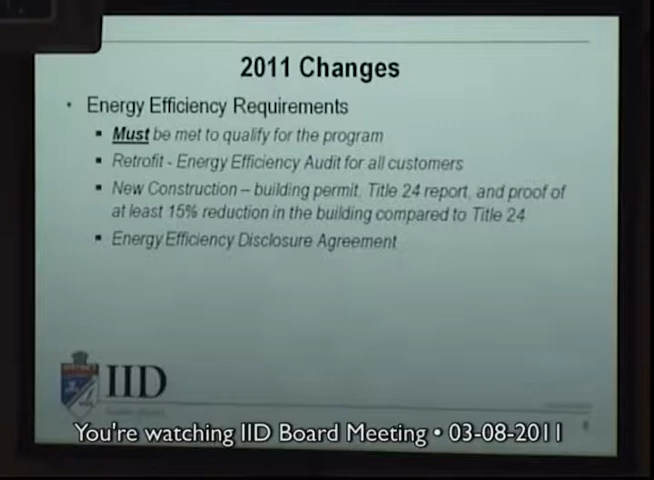 2011 Changes
• Energy Efficiency Requirements
▪ Must be met to qualify for the program
▪ Retrofit - Energy Efficiency Audit for all customers
▪ New Construction – building permit, Title 24 report, and proof of
at least 15% reduction in the building compared to Title 24
▪ Energy Efficiency Disclosure Agreement
IID
You're watching IID Board Meeting • 03-08-2011